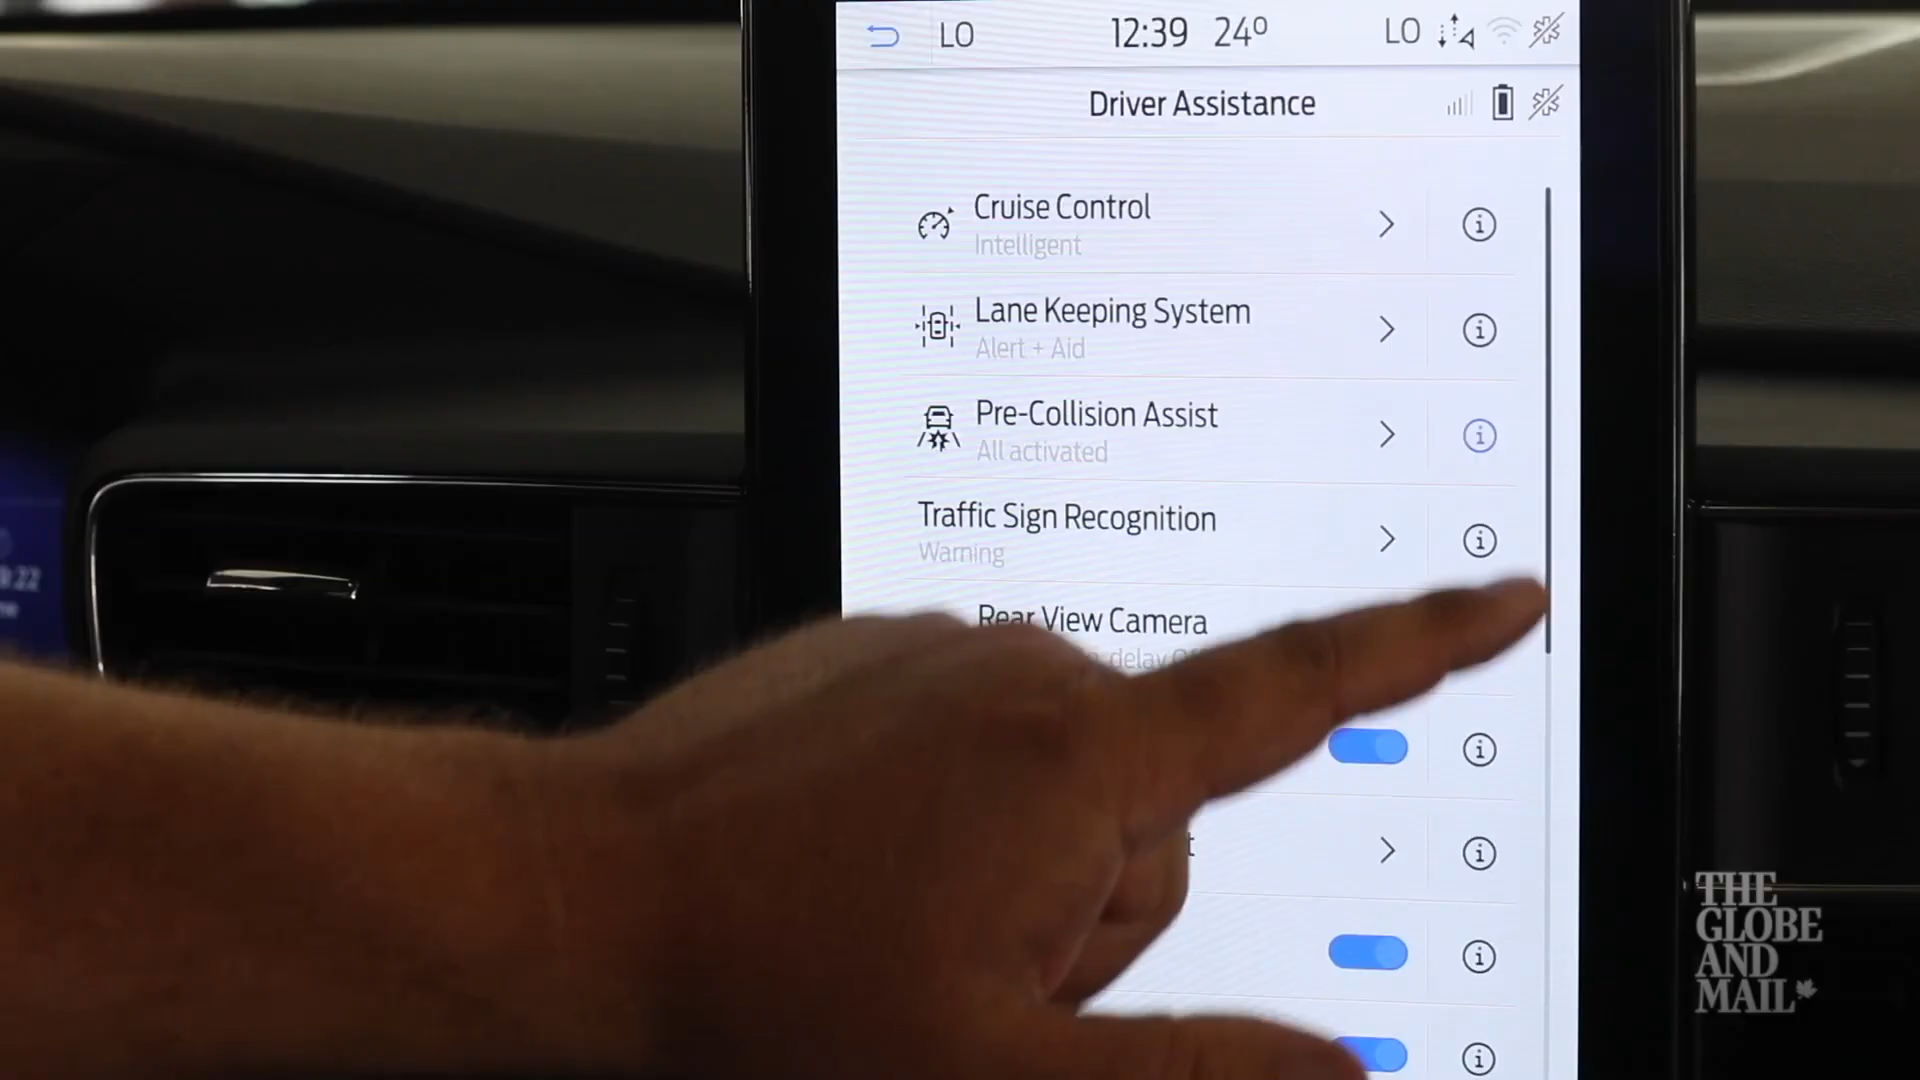 LO 12:39 24° LO
Driver Assistance
Cruise Control
Intelligent
Lane Keeping System
Alert + Aid
Pre-Collision Assist
All activated
Traffic Sign Recognition
Warning
Rear View Camera
delay
THE
GLOBE
AND
MAIL